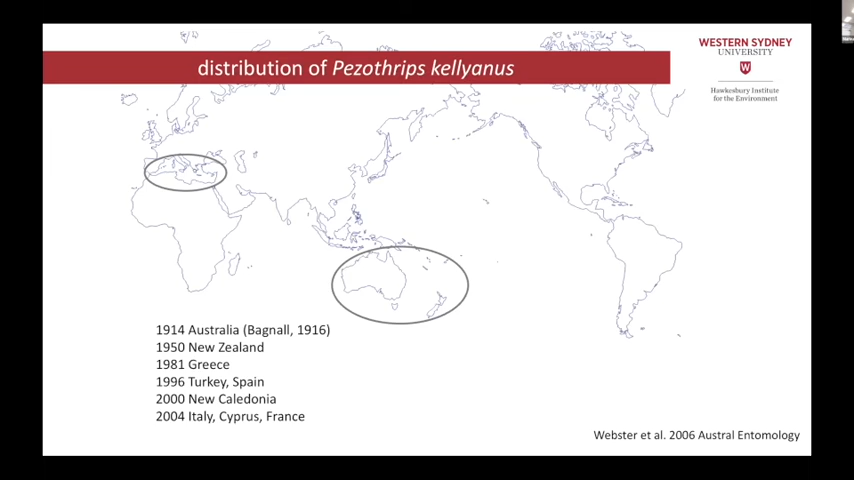 distribution of Pezothrips kellyanus
WESTERN SYDNEY
UNIVERSITY
W
Hawkesbury Institute
for the Environment
1914 Australia (Bagnall, 1916)
1950 New Zealand
1981 Greece
1996 Turkey, Spain
2000 New Caledonia
2004 Italy, Cyprus, France
Webster et al. 2006 Austral Entomology